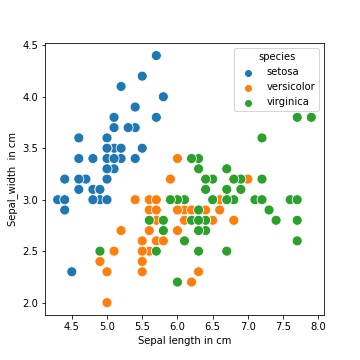 species
setosa
versicolor
virginica
4.5
4.0
3.5
3.0
2.5
2.0
Sepal_width  in cm
4.5 5.0 5.5 6.0 6.5 7.0 7.5 8.0
Sepal length in cm